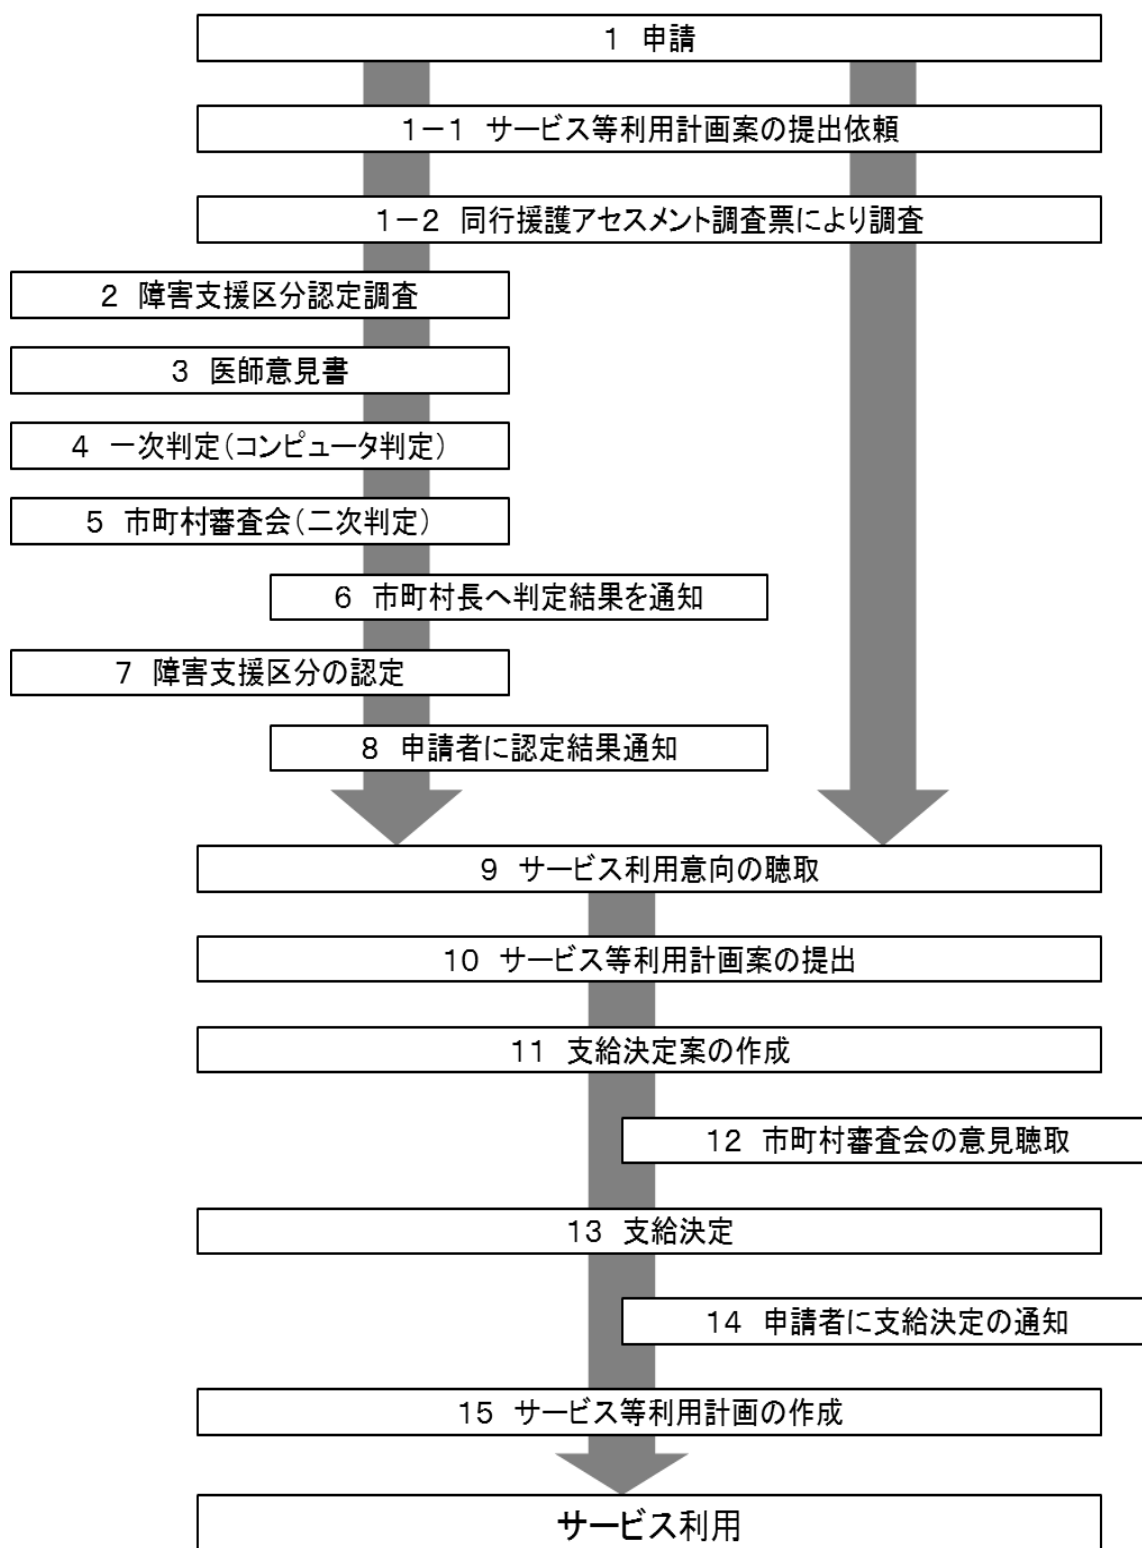 1 申請
1－1 サービス等利用計画案の提出依頼
1－2 同行援護アセスメント調査票により調査
2 障害支援区分認定調査
3 医師意見書
4 一次判定（コンピュータ判定）
5 市町村審査会（二次判定）
6 市町村長へ判定結果を通知
7 障害支援区分の認定
8 申請者に認定結果通知
9 サービス利用意向の聴取
10 サービス等利用計画案の提出
11 支給決定案の作成
12 市町村審査会の意見聴取
13 支給決定
14 申請者に支給決定の通知
15 サービス等利用計画の作成
サービス利用